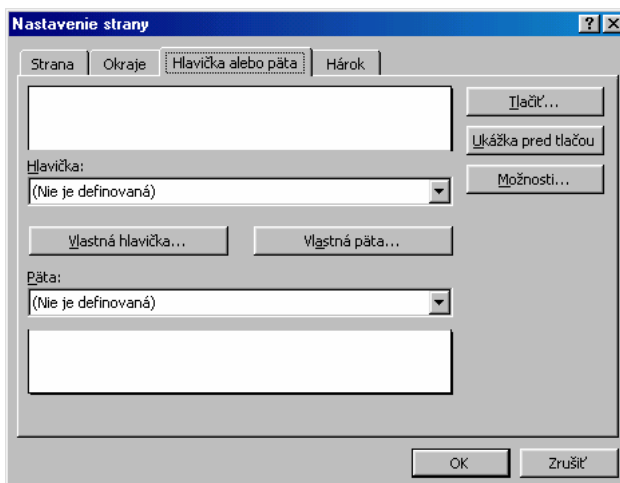 Nastavenie strany
Strana Okraje Hlavička alebo päta Hárok
Tlačiť...
Ukážka pred tlačou
Hlavička:
Možnosti...
(Nie je definovaná)
Vlastná hlavička... Vlastná päta...
Päta:
(Nie je definovaná)
OK Zrušiť